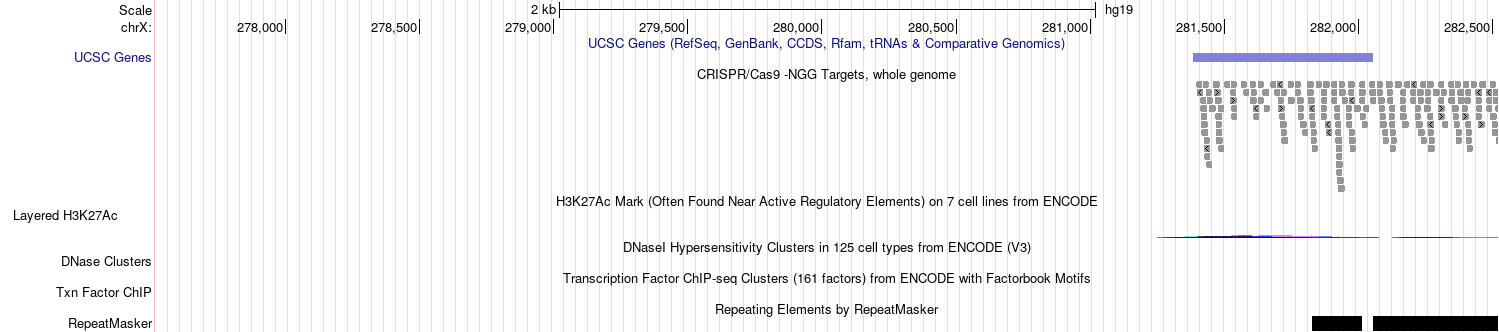 Scale 2 kb hg19
chrX: 278,000 278,500 279,000 279,500 280,000 280,500 281,000 281,500 282,000 282,500
UCSC Genes (RefSeq, GenBank, CCDS, Rfam, tRNAs & Comparative Genomics)
UCSC Genes
CRISPR/Cas9 -NGG Targets, whole genome
H3K27Ac Mark (Often Found Near Active Regulatory Elements) on 7 cell lines from ENCODE
Layered H3K27Ac
DNaseI Hypersensitivity Clusters in 125 cell types from ENCODE (V3)
DNase Clusters
Transcription Factor ChIP-seq Clusters (161 factors) from ENCODE with Factorbook Motifs
Txn Factor ChIP
Repeating Elements by RepeatMasker
RepeatMasker